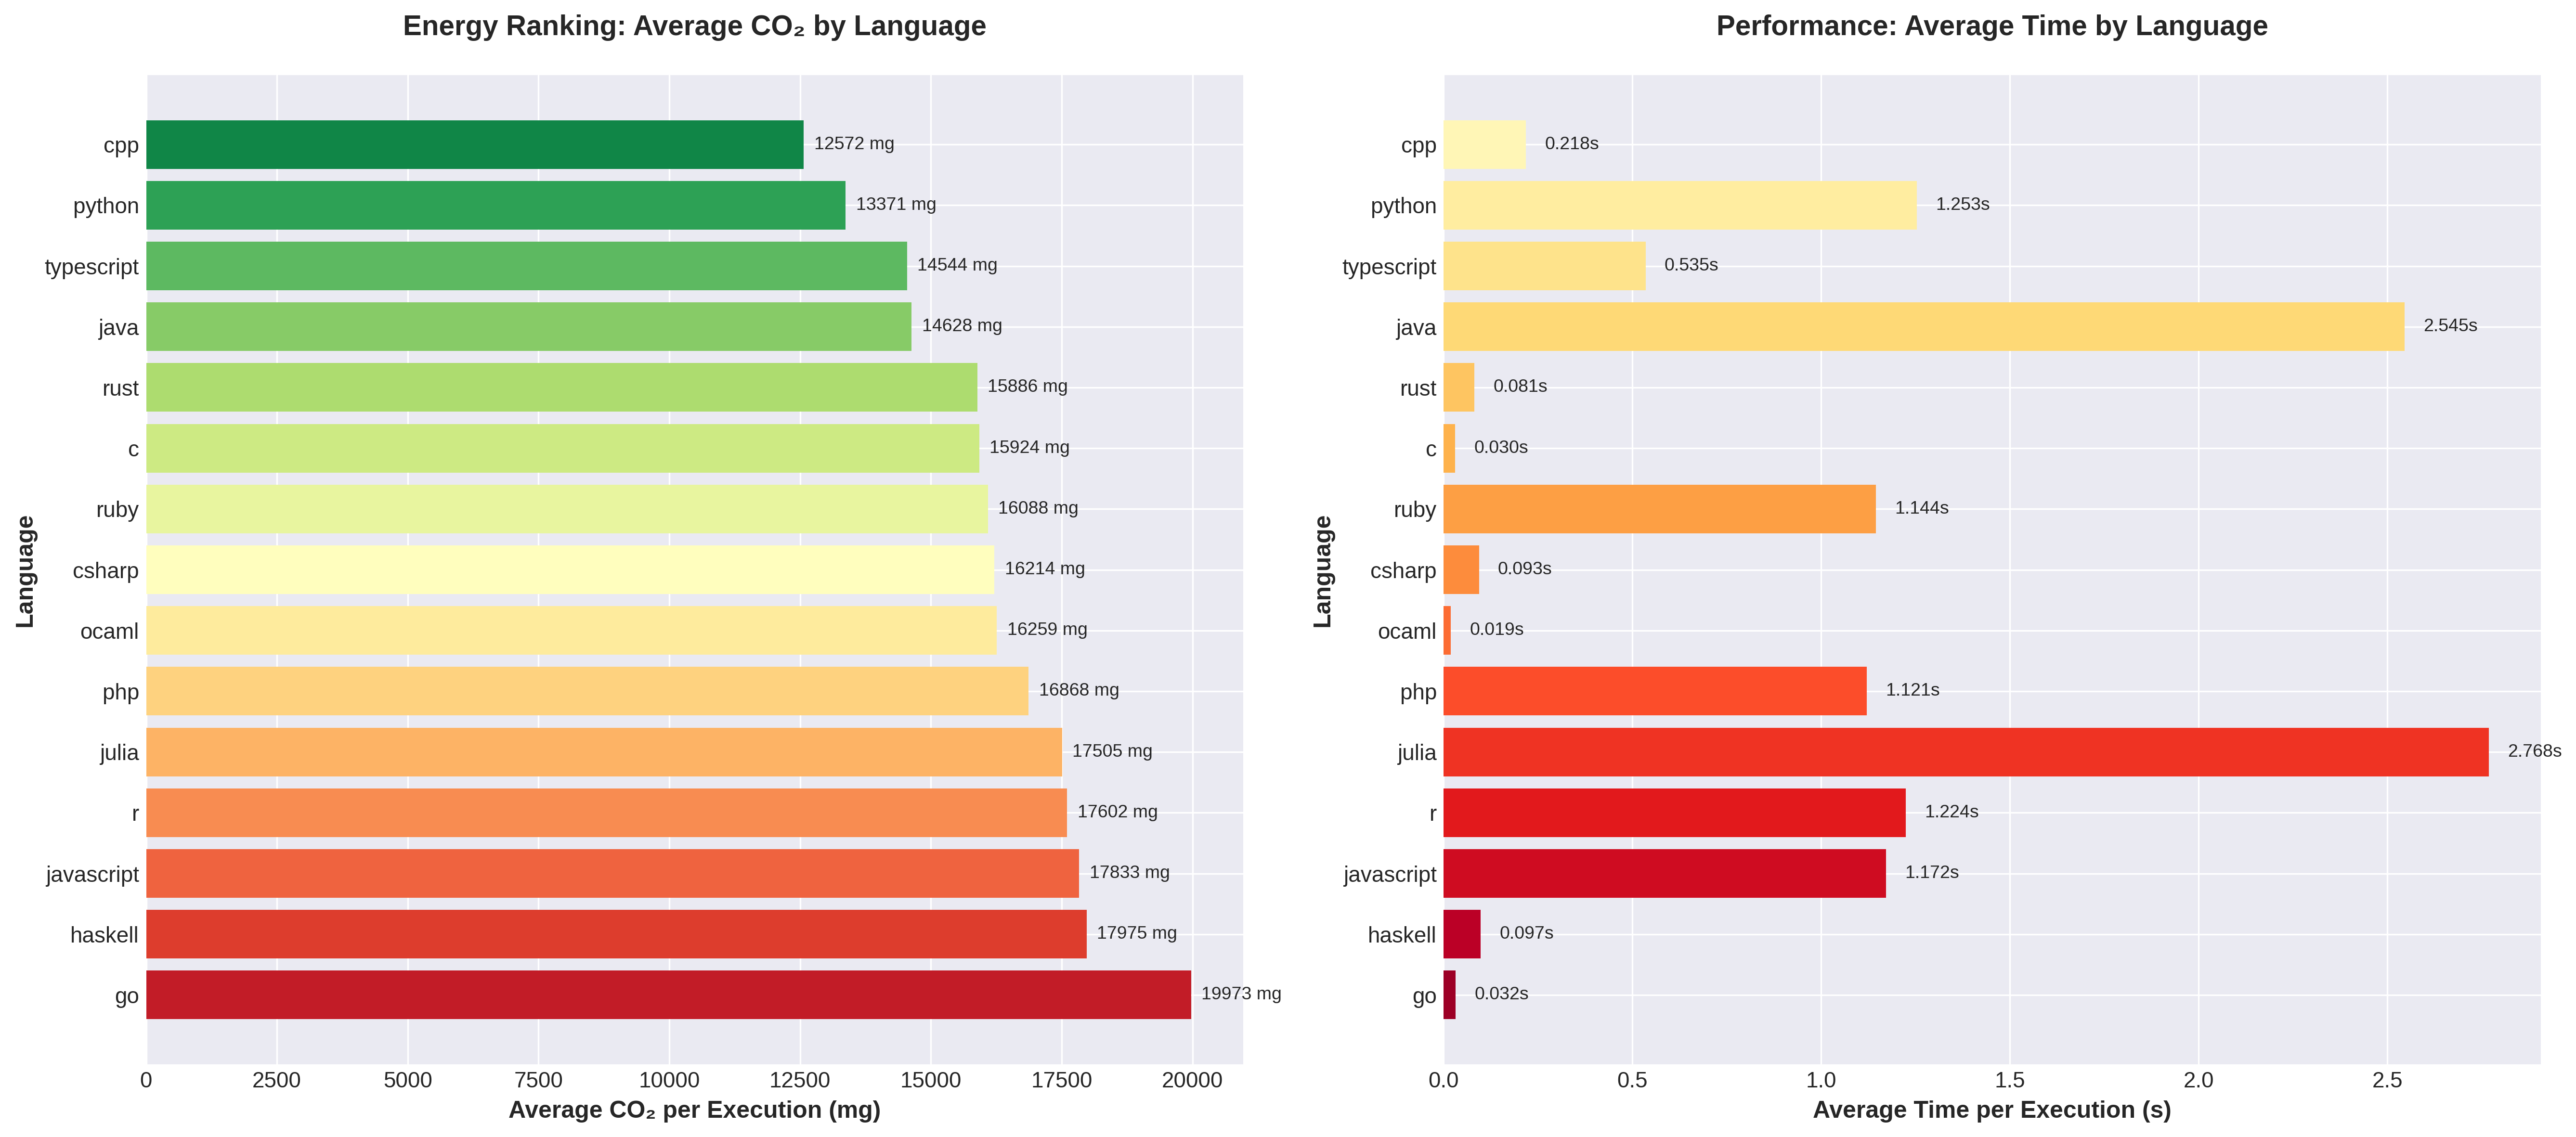 Energy Ranking: Average CO₂ by Language
Language
cpp 12572 mg
python 13371 mg
typescript 14544 mg
java 14628 mg
rust 15886 mg
c 15924 mg
ruby 16088 mg
csharp 16214 mg
ocaml 16259 mg
php 16868 mg
julia 17505 mg
r 17602 mg
javascript 17833 mg
haskell 17975 mg
go 19973 mg
0 2500 5000 7500 10000 12500 15000 17500 20000
Average CO₂ per Execution (mg)
Performance: Average Time by Language
Language
cpp 0.218s
python 1.253s
typescript 0.535s
java 2.545s
rust 0.081s
c 0.030s
ruby 1.144s
csharp 0.093s
ocaml 0.019s
php 1.121s
julia 2.768s
r 1.224s
javascript 1.172s
haskell 0.097s
go 0.032s
0.0 0.5 1.0 1.5 2.0 2.5
Average Time per Execution (s)